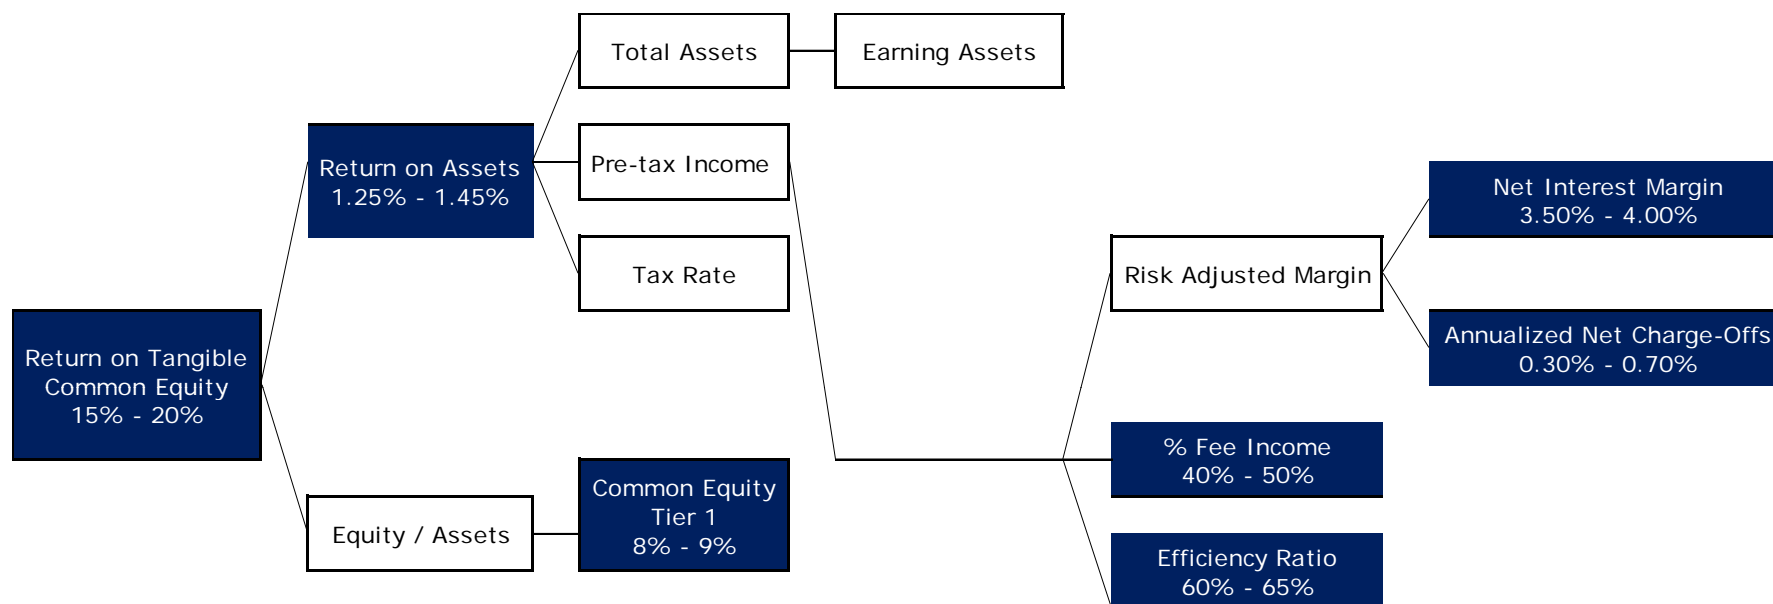 Total Assets
Earning Assets
Return on Assets
1.25% - 1.45%
Pre-tax Income
Tax Rate
Net Interest Margin
3.50% - 4.00%
Risk Adjusted Margin
Annualized Net Charge-Offs
0.30% - 0.70%
Return on Tangible
Common Equity
15% - 20%
% Fee Income
40% - 50%
Common Equity
Tier 1
8% - 9%
Equity / Assets
Efficiency Ratio
60% - 65%